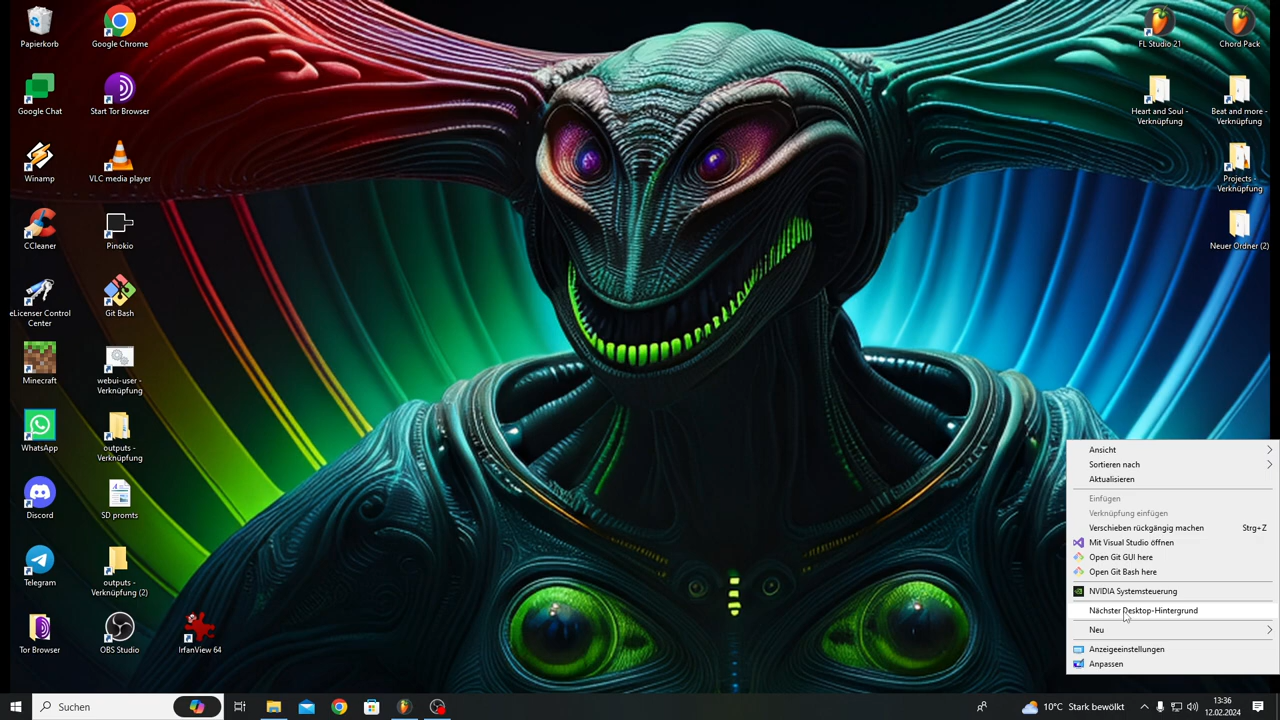 Papierkorb
Google Chrome
Google Chat
Start Tor Browser
Winamp
VLC media player
CCleaner
Pinokio
eLicenser Control
Center
Git Bash
Minecraft
webui-user -
Verknüpfung
WhatsApp
outputs -
Verknüpfung
Discord
SD promts
Telegram
outputs -
Verknüpfung (2)
Tor Browser
OBS Studio
IrfanView 64
FL Studio 21
Chord Pack
Heart and Soul -
Verknüpfung
Beat and more -
Verknüpfung
Projects -
Verknüpfung
Neuer Ordner (2)
Ansicht
Sortieren nach
Aktualisieren
Einfügen
Verknüpfung einfügen
Verschieben rückgängig machen Strg+Z
Mit Visual Studio öffnen
Open Git GUI here
Open Git Bash here
NVIDIA Systemsteuerung
Nächster Desktop-Hintergrund
Neu
Anzeigeeinstellungen
Anpassen
Suchen
10°C Stark bewölkt
13:36
12.02.2024